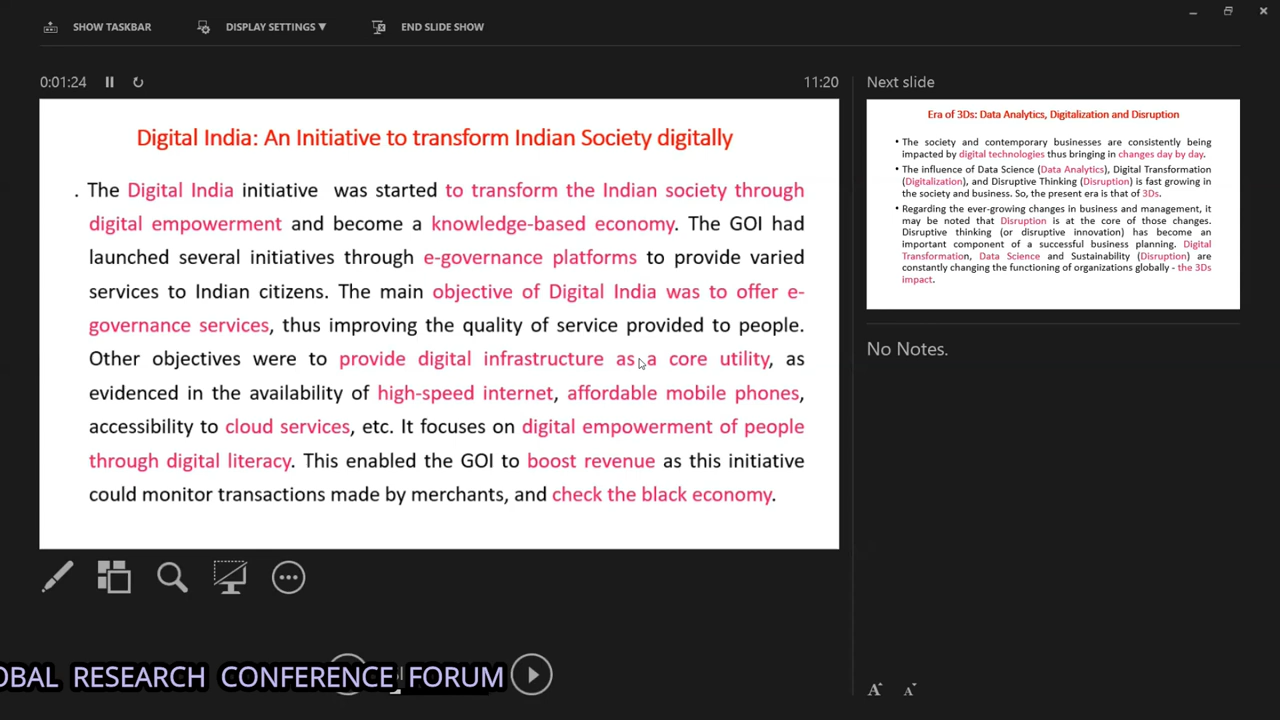 SHOW TASKBAR
DISPLAY SETTINGS ▼
END SLIDE SHOW
0:01:24
11:20
Digital India: An Initiative to transform Indian Society digitally
. The Digital India initiative was started to transform the Indian society through
digital empowerment and become a knowledge-based economy. The GOI had
launched several initiatives through e-governance platforms to provide varied
services to Indian citizens. The main objective of Digital India was to offer e-
governance services, thus improving the quality of service provided to people.
Other objectives were to provide digital infrastructure as a core utility, as
evidenced in the availability of high-speed internet, affordable mobile phones,
accessibility to cloud services, etc. It focuses on digital empowerment of people
through digital literacy. This enabled the GOI to boost revenue as this initiative
could monitor transactions made by merchants, and check the black economy.
Next slide
Era of 3Ds: Data Analytics, Digitalization and Disruption
• The society and contemporary businesses are consistently being
impacted by digital technologies thus bringing in changes day by day.
• The influence of Data Science (Data Analytics), Digital Transformation
(Digitalization), and Disruptive Thinking (Disruption) is fast growing in
the society and business. So, the present era is that of 3Ds.
• Regarding the ever-growing changes in business and management, it
may be noted that Disruption is at the core of those changes.
Disruptive thinking (or disruptive innovation) has become an
important component of a successful business planning. Digital
Transformation, Data Science and Sustainability (Disruption) are
constantly changing the functioning of organizations globally - the 3Ds
impact.
No Notes.
OBAL RESEARCH CONFERENCE FORUM
A A